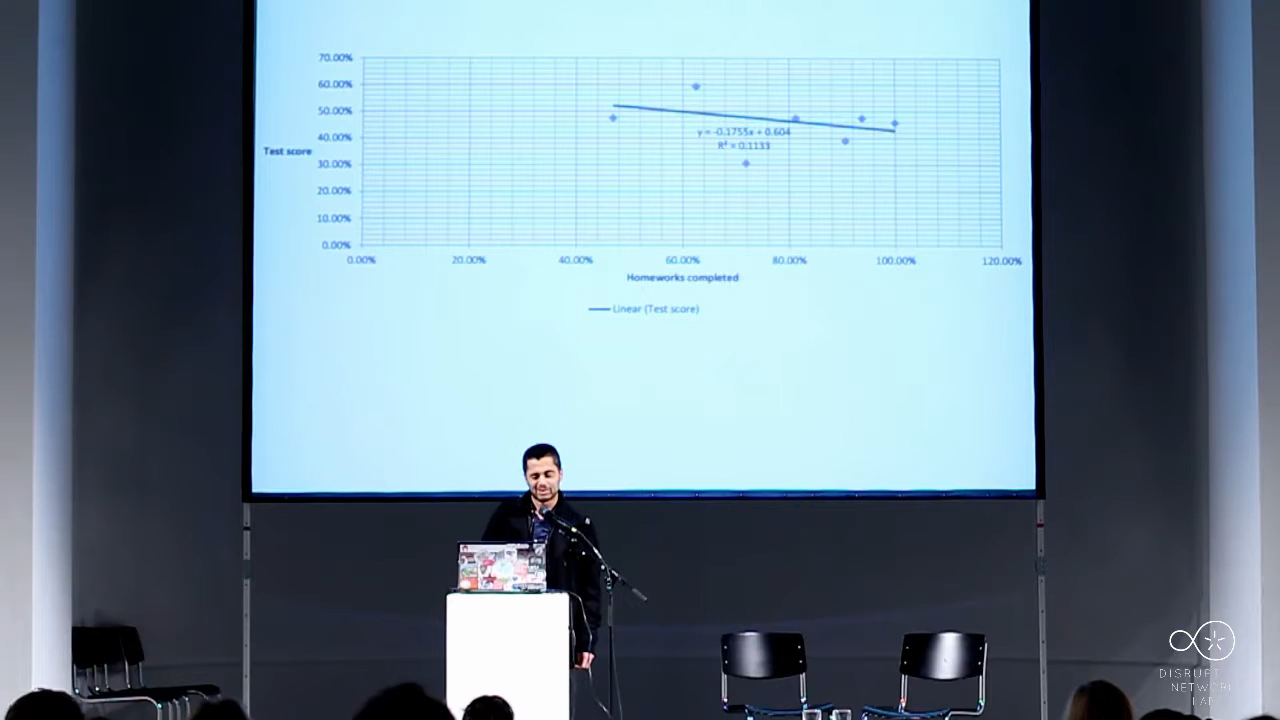 70.00%
60.00%
50.00%
40.00%
30.00%
20.00%
10.00%
0.00%
Test score
y = -0.1755x + 0.604
R² = 0.1133
0.00%
20.00%
40.00%
60.00%
80.00%
100.00%
120.00%
Homeworks completed
Linear (Test score)
DISRUPT
NETWORK
LAB